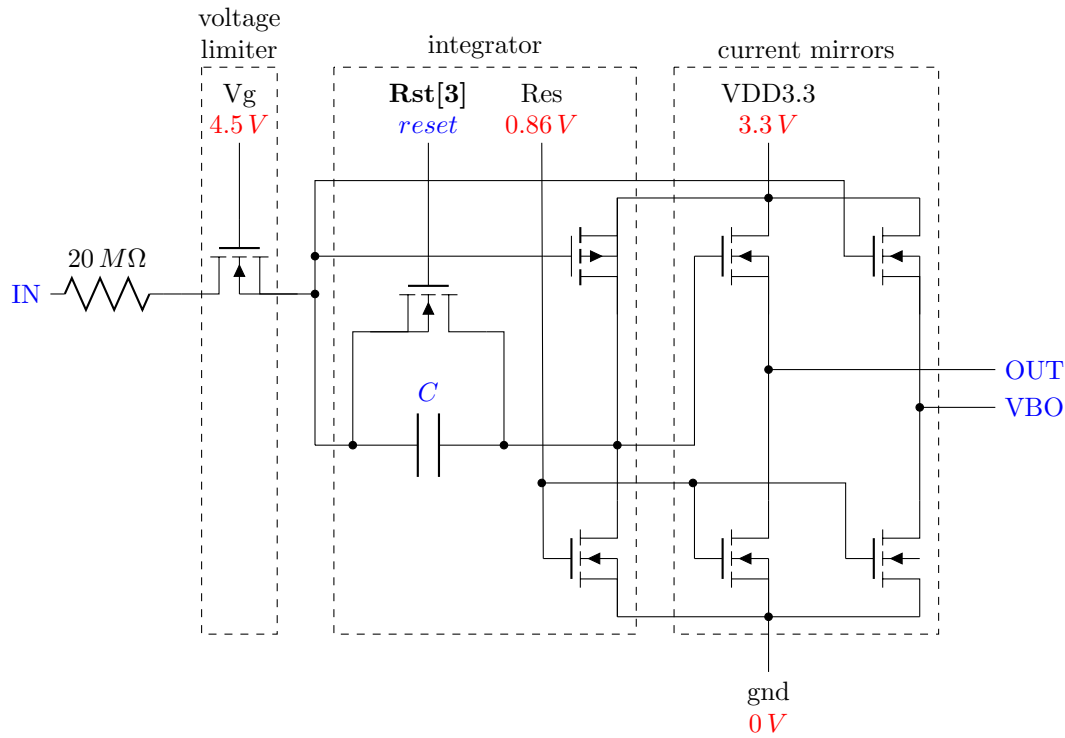 voltage
limiter
integrator
current mirrors
Vg
4.5 V
Rst[3]
reset
Res
0.86 V
VDD3.3
3.3 V
20 MΩ
IN
C
OUT
VBO
gnd
0 V